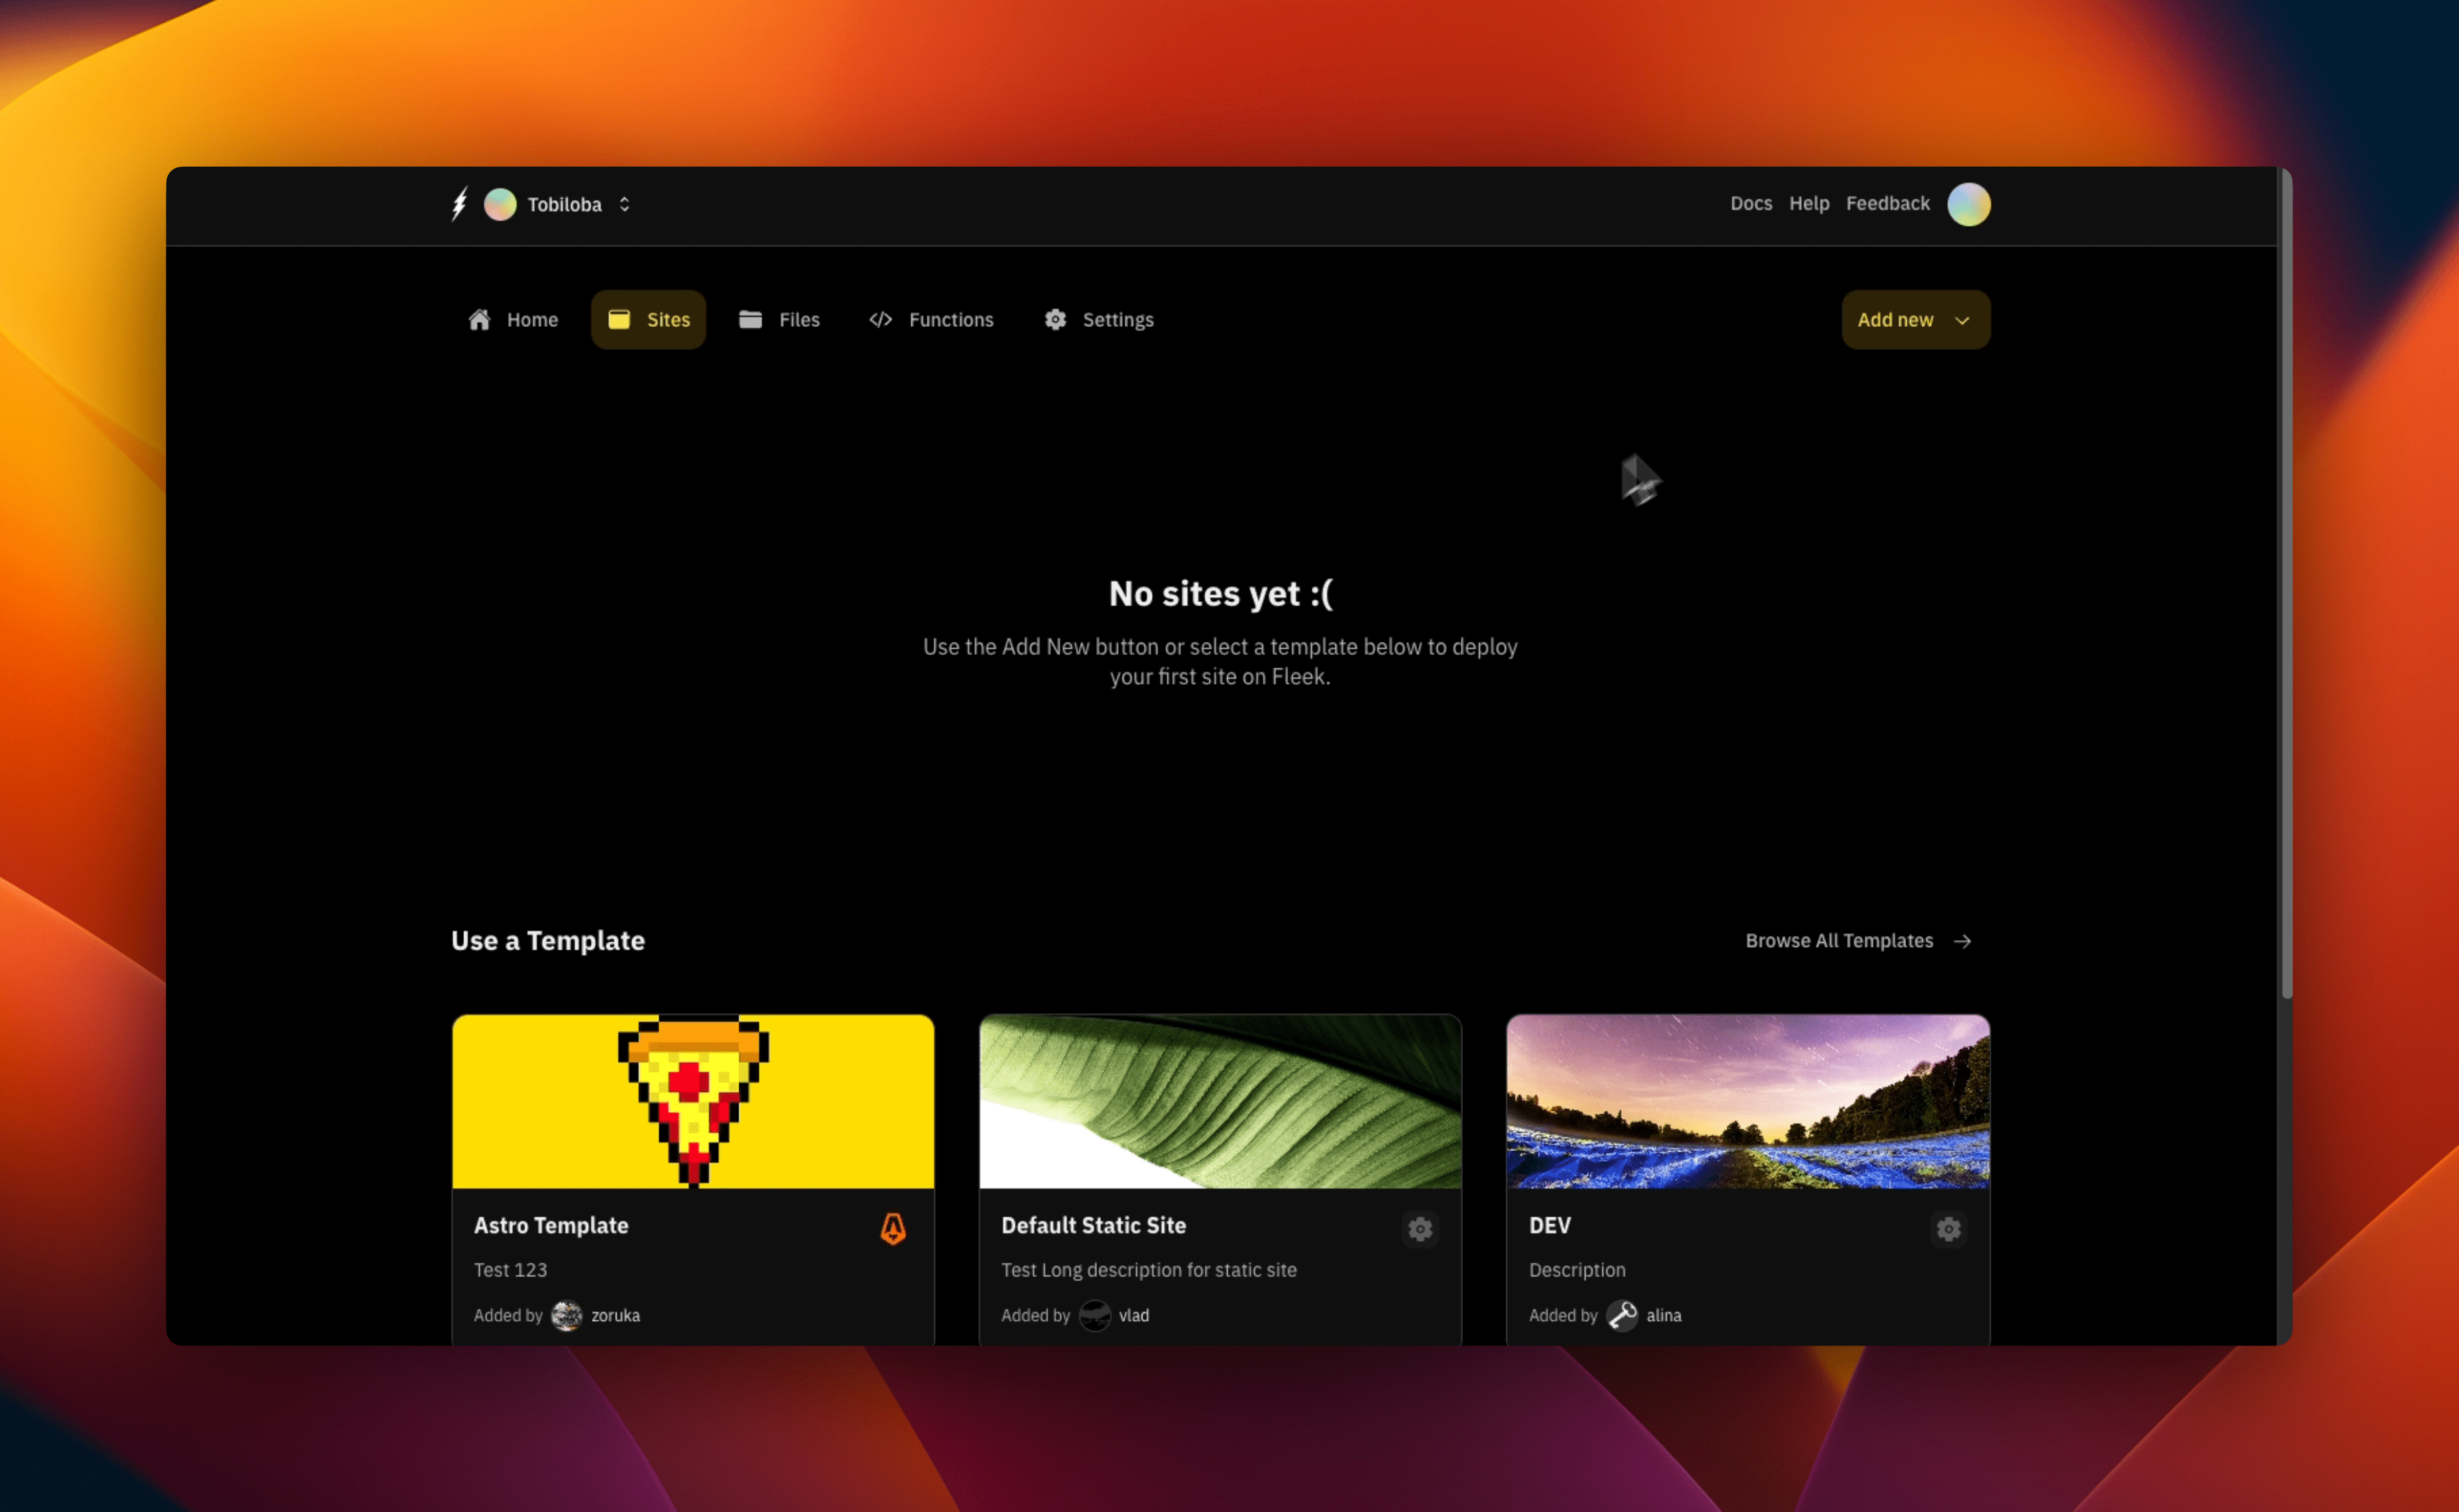 Tobiloba
Docs Help Feedback
Home Sites Files Functions Settings
Add new
No sites yet :(
Use the Add New button or select a template below to deploy
your first site on Fleek.
Use a Template
Browse All Templates
Astro Template
Test 123
Added by zoruka
Default Static Site
Test Long description for static site
Added by vlad
DEV
Description
Added by alina